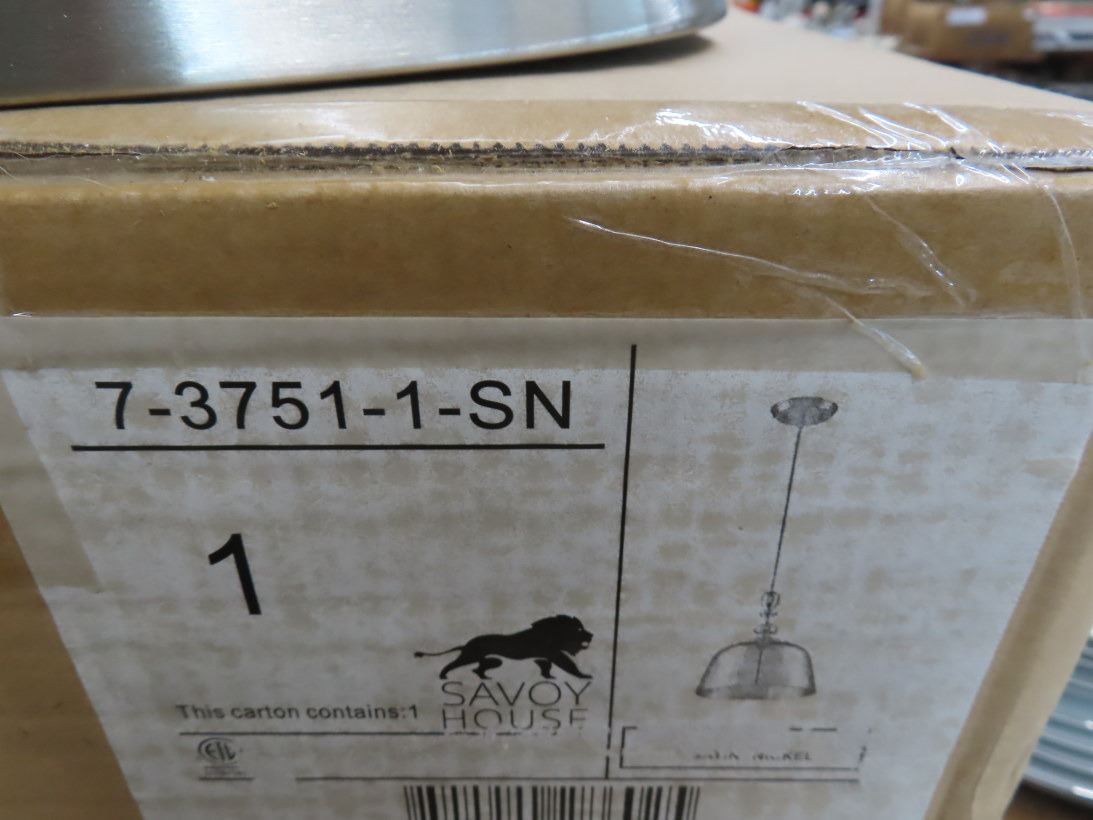 7-3751-1-SN
1
SAVOY
HOUSE
This carton contains:1